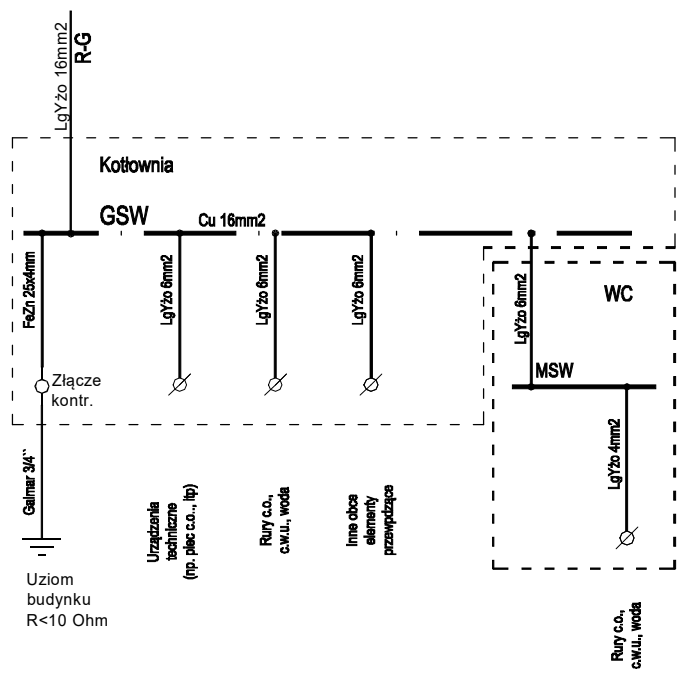 LgYżo 16mm2
R-G
Kotłownia
GSW
Cu 16mm2
FeZn 25x4mm
LgYżo 6mm2
LgYżo 6mm2
LgYżo 6mm2
LgYżo 6mm2
WC
Złącze
kontr.
MSW
LgYżo 4mm2
Galmar 3/4``
Urządzenia
techniczne
(np. piec c.o.., itp)
Rury c.o.,
c.w.u., woda
Inne obce
elementy
przewpdzące
Uziom
budynku
R<10 Ohm
Rury c.o.,
c.w.u., woda